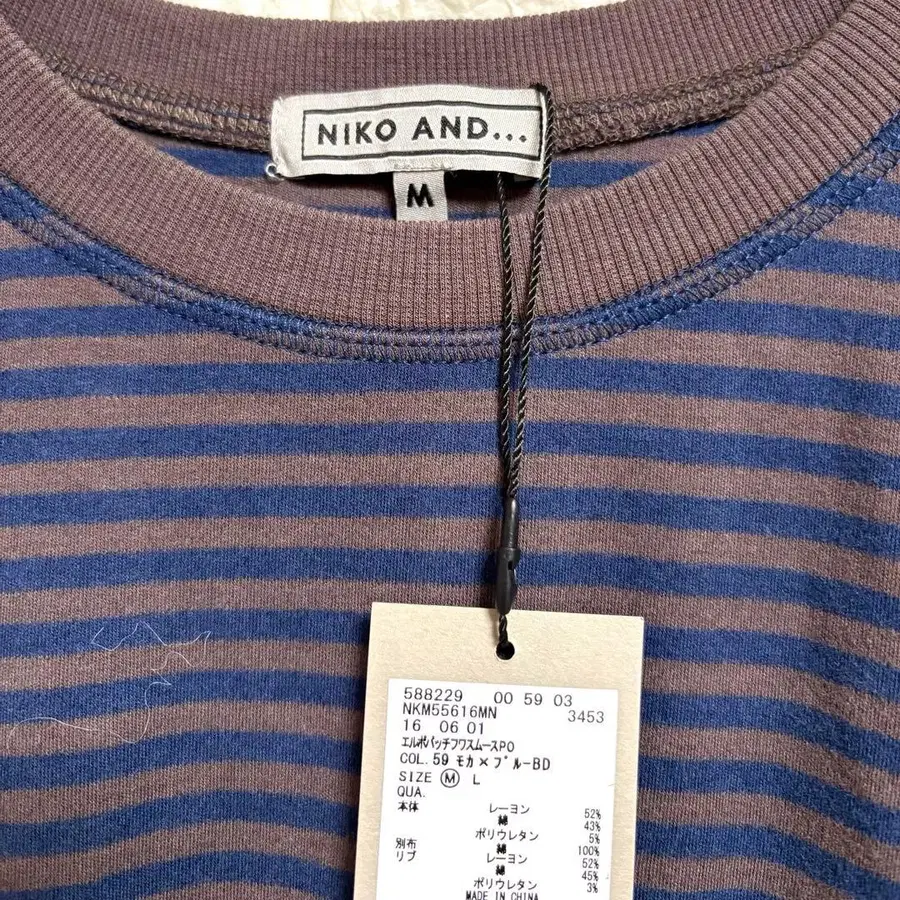 NIKO AND...
M
588229 00 59 03
NKM55616MN 3453
16 06 01
エルボパッチフワスムースPO
COL. 59 モカ×ブルーBD
SIZE Ⓜ L
QUA.
本体 レーヨン 52%
綿 43%
ポリウレタン 5%
別布 綿 100%
リブ レーヨン 52%
綿 45%
ポリウレタン 3%
MADE IN CHINA